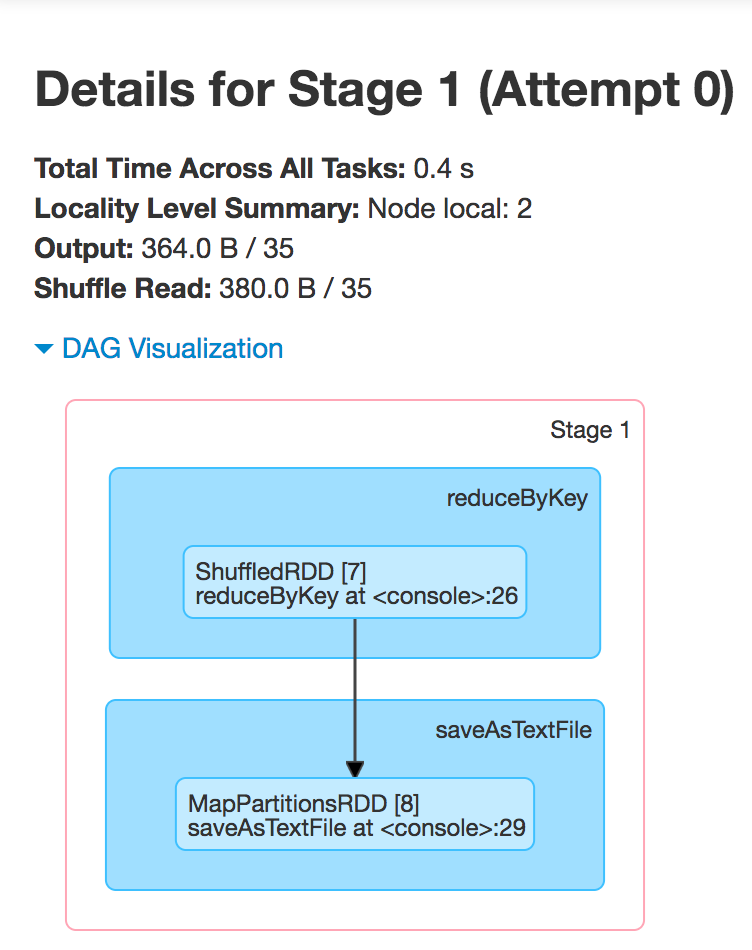 Details for Stage 1 (Attempt 0)
Total Time Across All Tasks: 0.4 s
Locality Level Summary: Node local: 2
Output: 364.0 B / 35
Shuffle Read: 380.0 B / 35
DAG Visualization
Stage 1
reduceByKey
ShuffledRDD [7]
reduceByKey at <console>:26
saveAsTextFile
MapPartitionsRDD [8]
saveAsTextFile at <console>:29